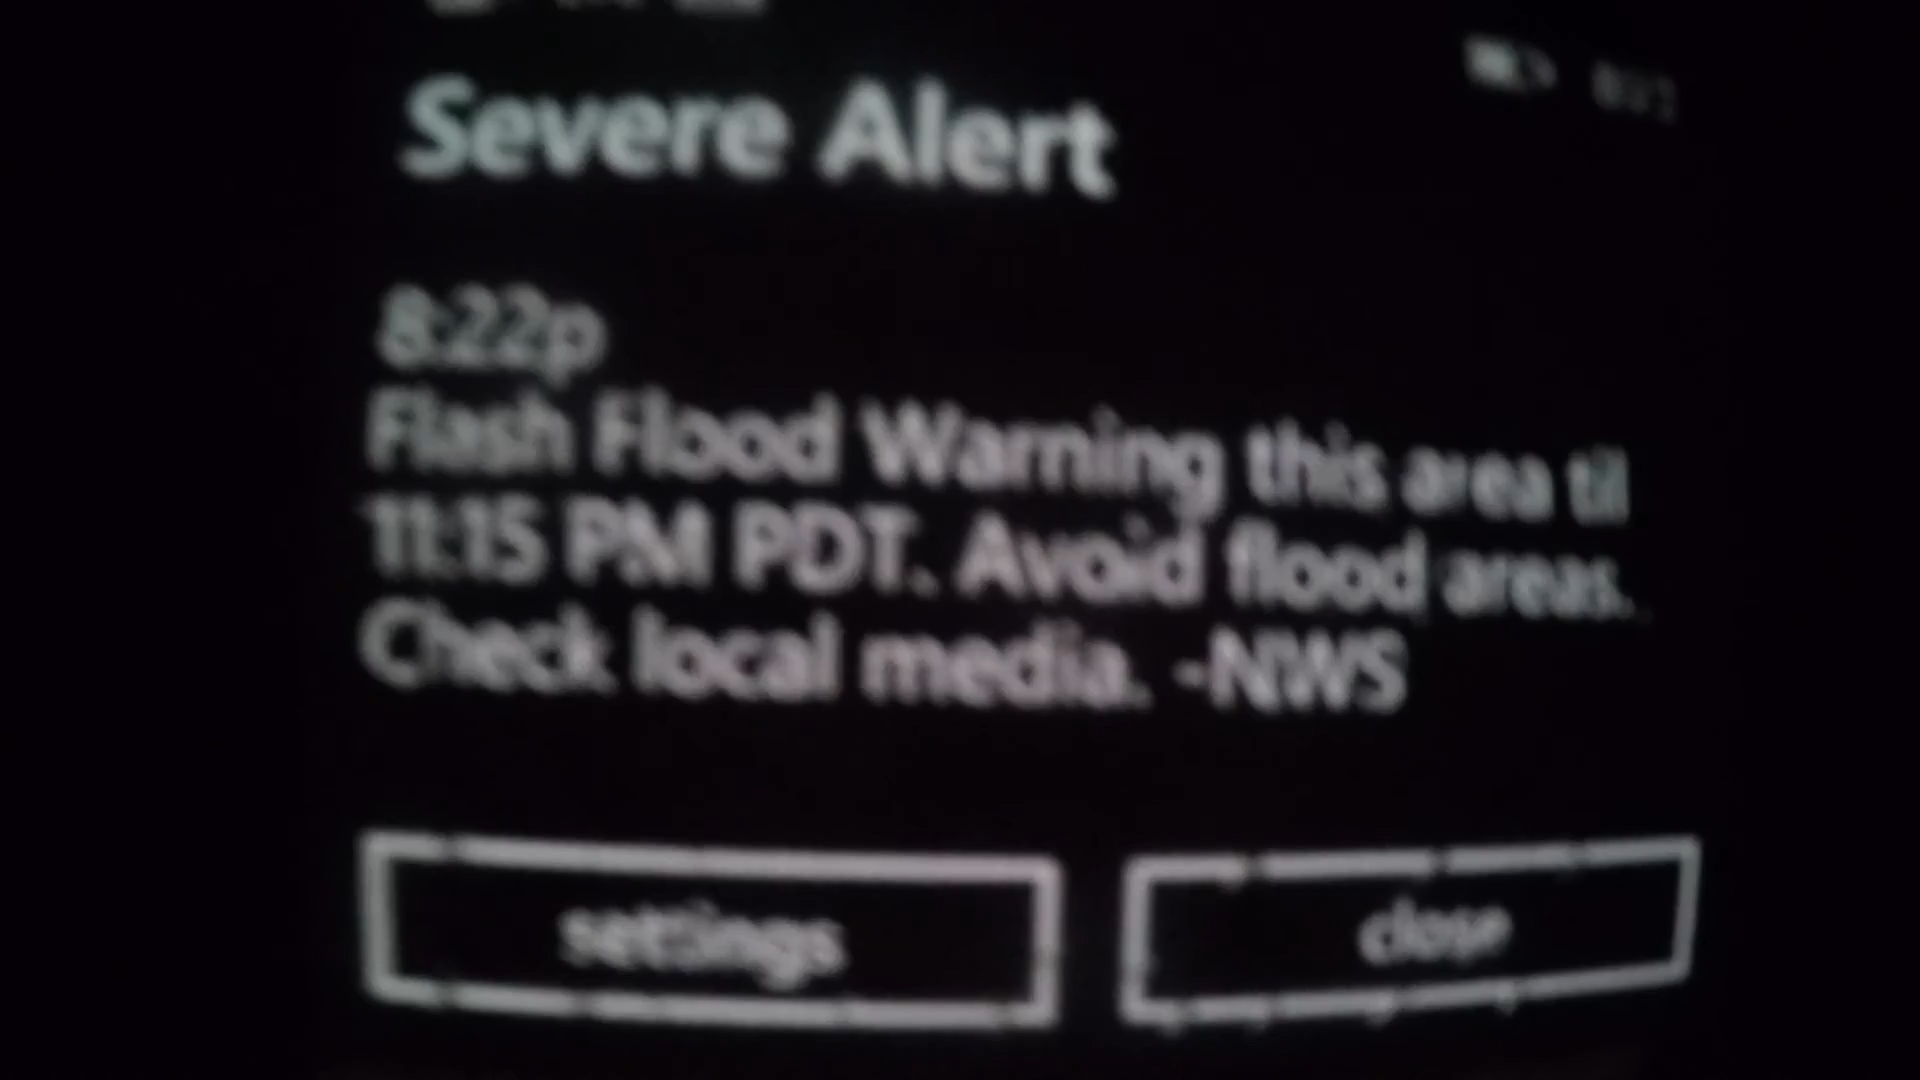 Severe Alert
8:22p
Flash Flood Warning this area til
11:15 PM PDT. Avoid flood areas.
Check local media. -NWS
settings
close